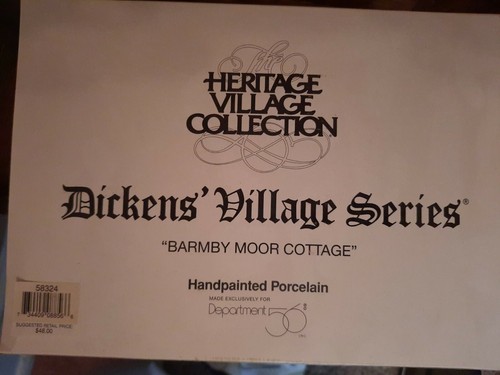 The
HERITAGE
VILLAGE
COLLECTION
Dickens' Village Series®
"BARMBY MOOR COTTAGE"
Handpainted Porcelain
MADE EXCLUSIVELY FOR
Department 56®
58324
SUGGESTED RETAIL PRICE
$48.00